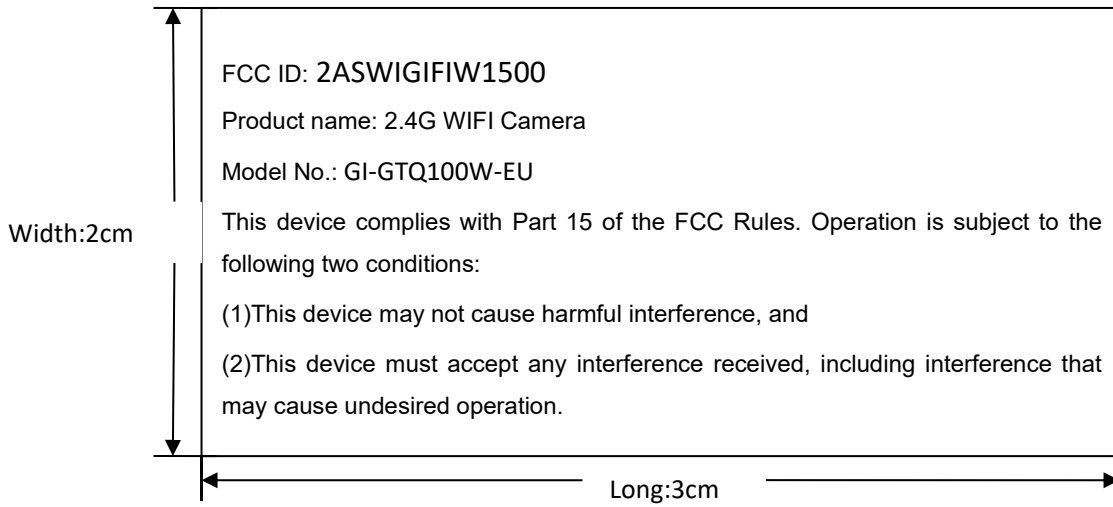 FCC ID: 2ASWIGIFIW1500
Product name: 2.4G WIFI Camera
Model No.: GI-GTQ100W-EU
This device complies with Part 15 of the FCC Rules. Operation is subject to the
following two conditions:
(1)This device may not cause harmful interference, and
(2)This device must accept any interference received, including interference that
may cause undesired operation.
Width:2cm
Long:3cm